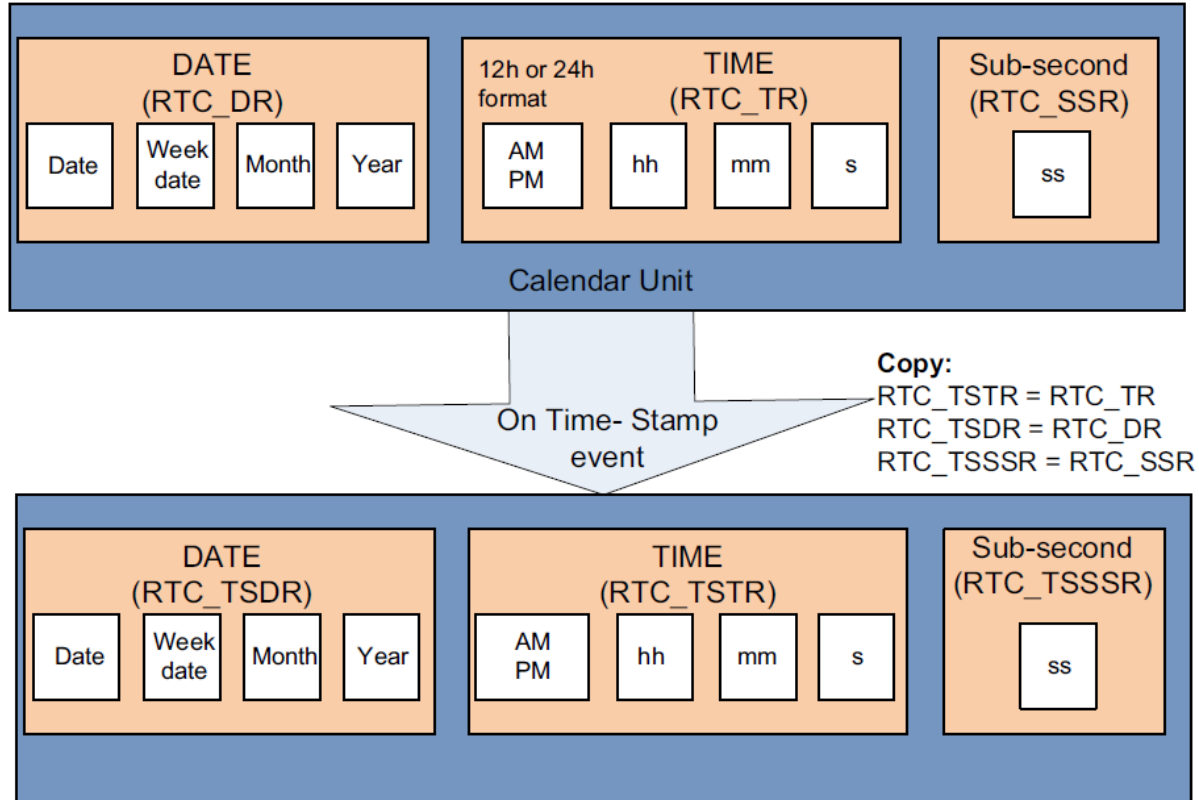 DATE
(RTC_DR)
Date
Week
date
Month
Year
12h or 24h
format
TIME
(RTC_TR)
AM
PM
hh
mm
s
Sub-second
(RTC_SSR)
ss
Calendar Unit
On Time- Stamp
event
Copy:
RTC_TSTR = RTC_TR
RTC_TSDR = RTC_DR
RTC_TSSSR = RTC_SSR
DATE
(RTC_TSDR)
Date
Week
date
Month
Year
TIME
(RTC_TSTR)
AM
PM
hh
mm
s
Sub-second
(RTC_TSSSR)
ss